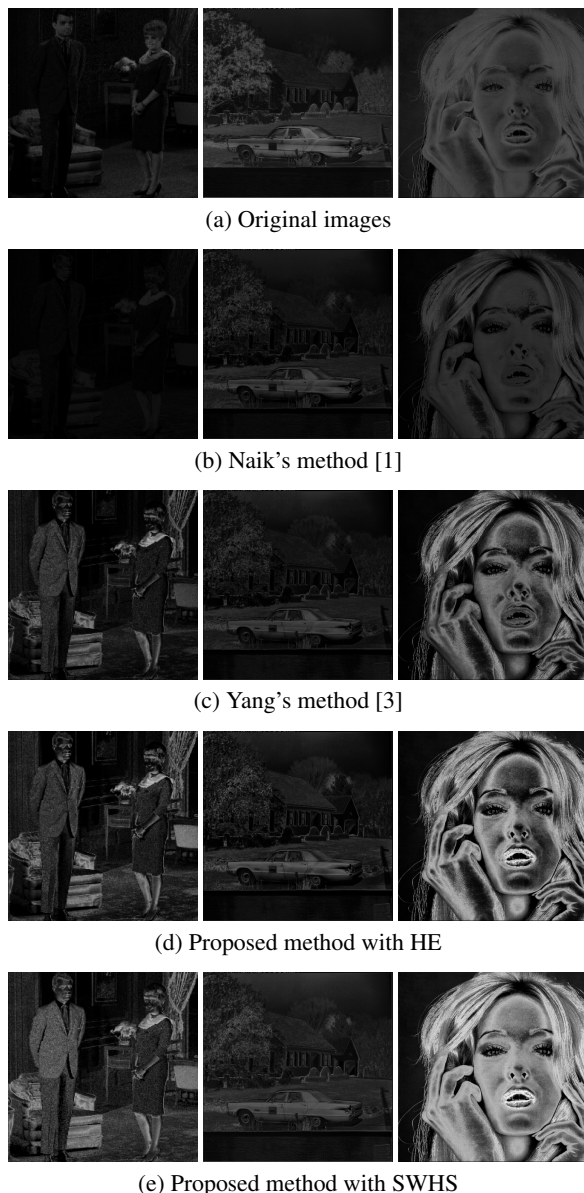 (a) Original images
(b) Naik's method [1]
(c) Yang's method [3]
(d) Proposed method with HE
(e) Proposed method with SWHS